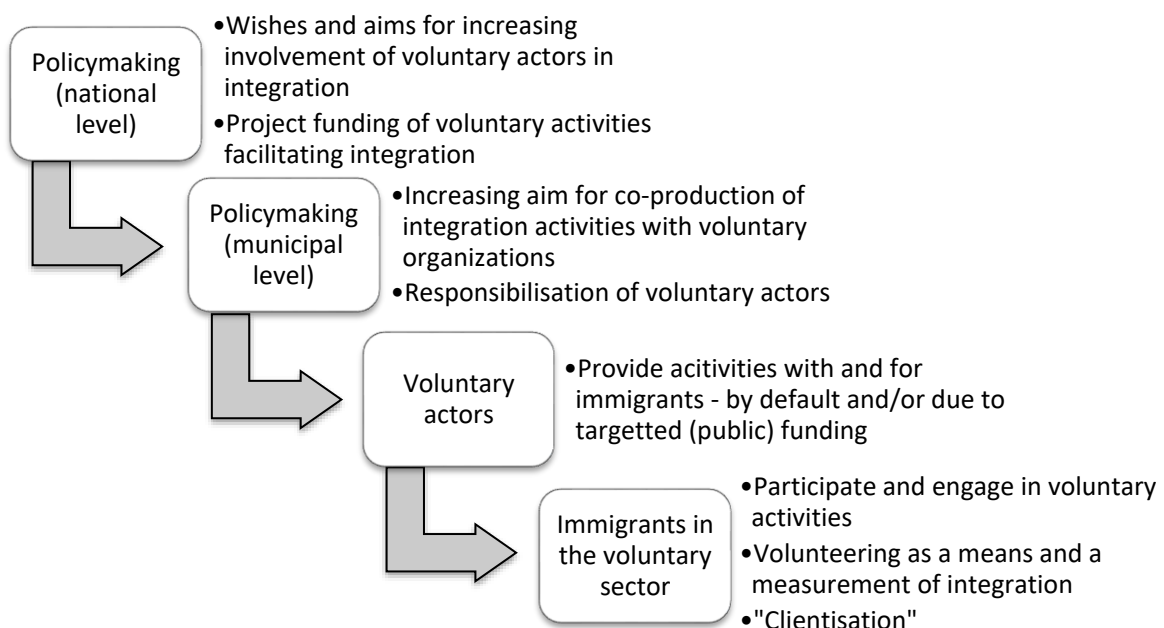 Policymaking
(national
level)
•Wishes and aims for increasing
involvement of voluntary actors in
integration
•Project funding of voluntary activities
facilitating integration
Policymaking
(municipal
level)
•Increasing aim for co-production of
integration activities with voluntary
organizations
•Responsibilisation of voluntary actors
Voluntary
actors
•Provide acitivities with and for
immigrants - by default and/or due to
targetted (public) funding
Immigrants in
the voluntary
sector
•Participate and engage in voluntary
activities
•Volunteering as a means and a
measurement of integration
•"Clientisation"